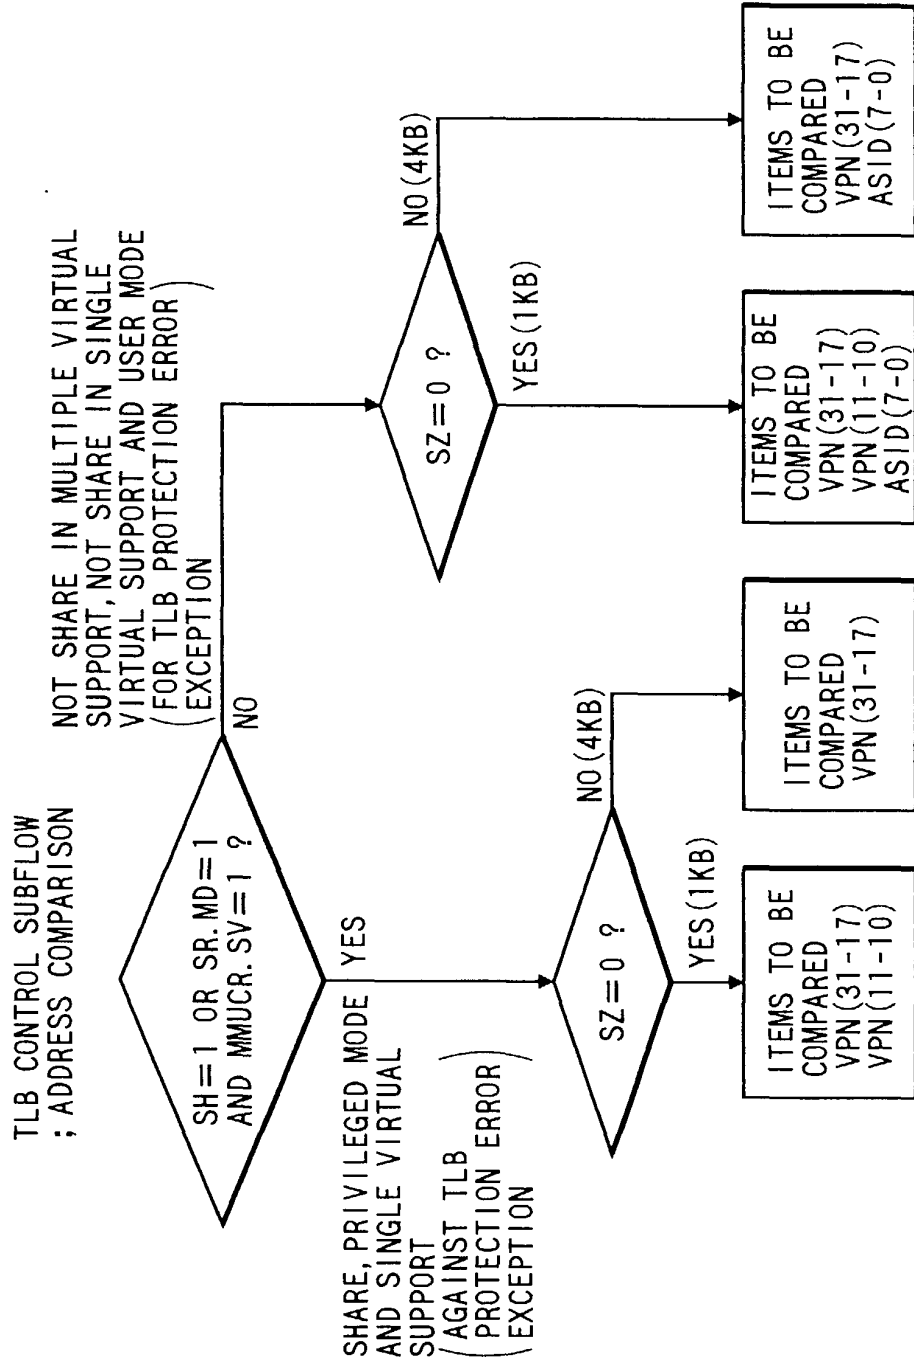 TLB CONTROL SUBFLOW
; ADDRESS COMPARISON
SH=1 OR SR.MD=1
AND MMUCR.SV=1 ?
NO
NOT SHARE IN MULTIPLE VIRTUAL
SUPPORT, NOT SHARE IN SINGLE
VIRTUAL SUPPORT AND USER MODE
(FOR TLB PROTECTION ERROR
EXCEPTION)
YES
SHARE, PRIVILEGED MODE
AND SINGLE VIRTUAL
SUPPORT
(AGAINST TLB
PROTECTION ERROR
EXCEPTION)
SZ=0 ?
NO(4KB)
YES(1KB)
SZ=0 ?
NO(4KB)
YES(1KB)
ITEMS TO BE
COMPARED
VPN(31-17)
VPN(11-10)
ITEMS TO BE
COMPARED
VPN(31-17)
ITEMS TO BE
COMPARED
VPN(31-17)
VPN(11-10)
ASID(7-0)
ITEMS TO BE
COMPARED
VPN(31-17)
ASID(7-0)